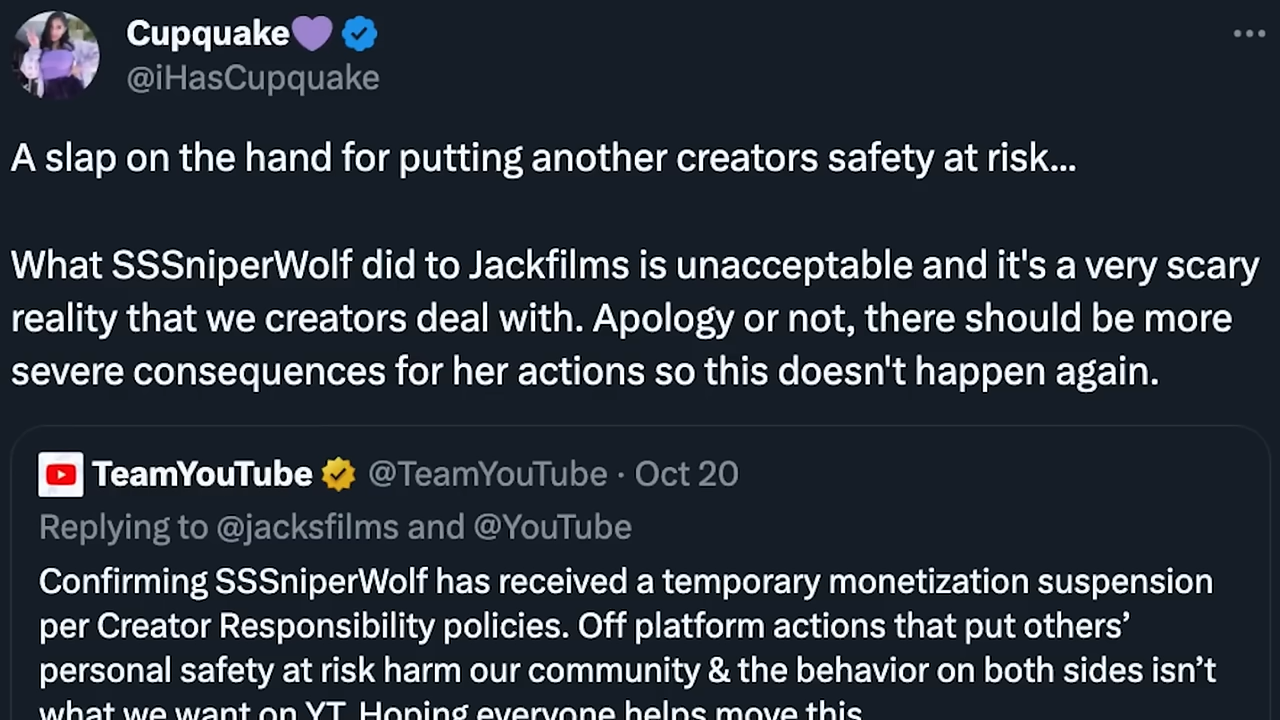 Cupquake💜
@iHasCupquake
A slap on the hand for putting another creators safety at risk...
What SSSniperWolf did to Jackfilms is unacceptable and it's a very scary
reality that we creators deal with. Apology or not, there should be more
severe consequences for her actions so this doesn't happen again.
TeamYouTube @TeamYouTube · Oct 20
Replying to @jacksfilms and @YouTube
Confirming SSSniperWolf has received a temporary monetization suspension
per Creator Responsibility policies. Off platform actions that put others’
personal safety at risk harm our community & the behavior on both sides isn’t
what we want on YT. Hoping everyone helps move this